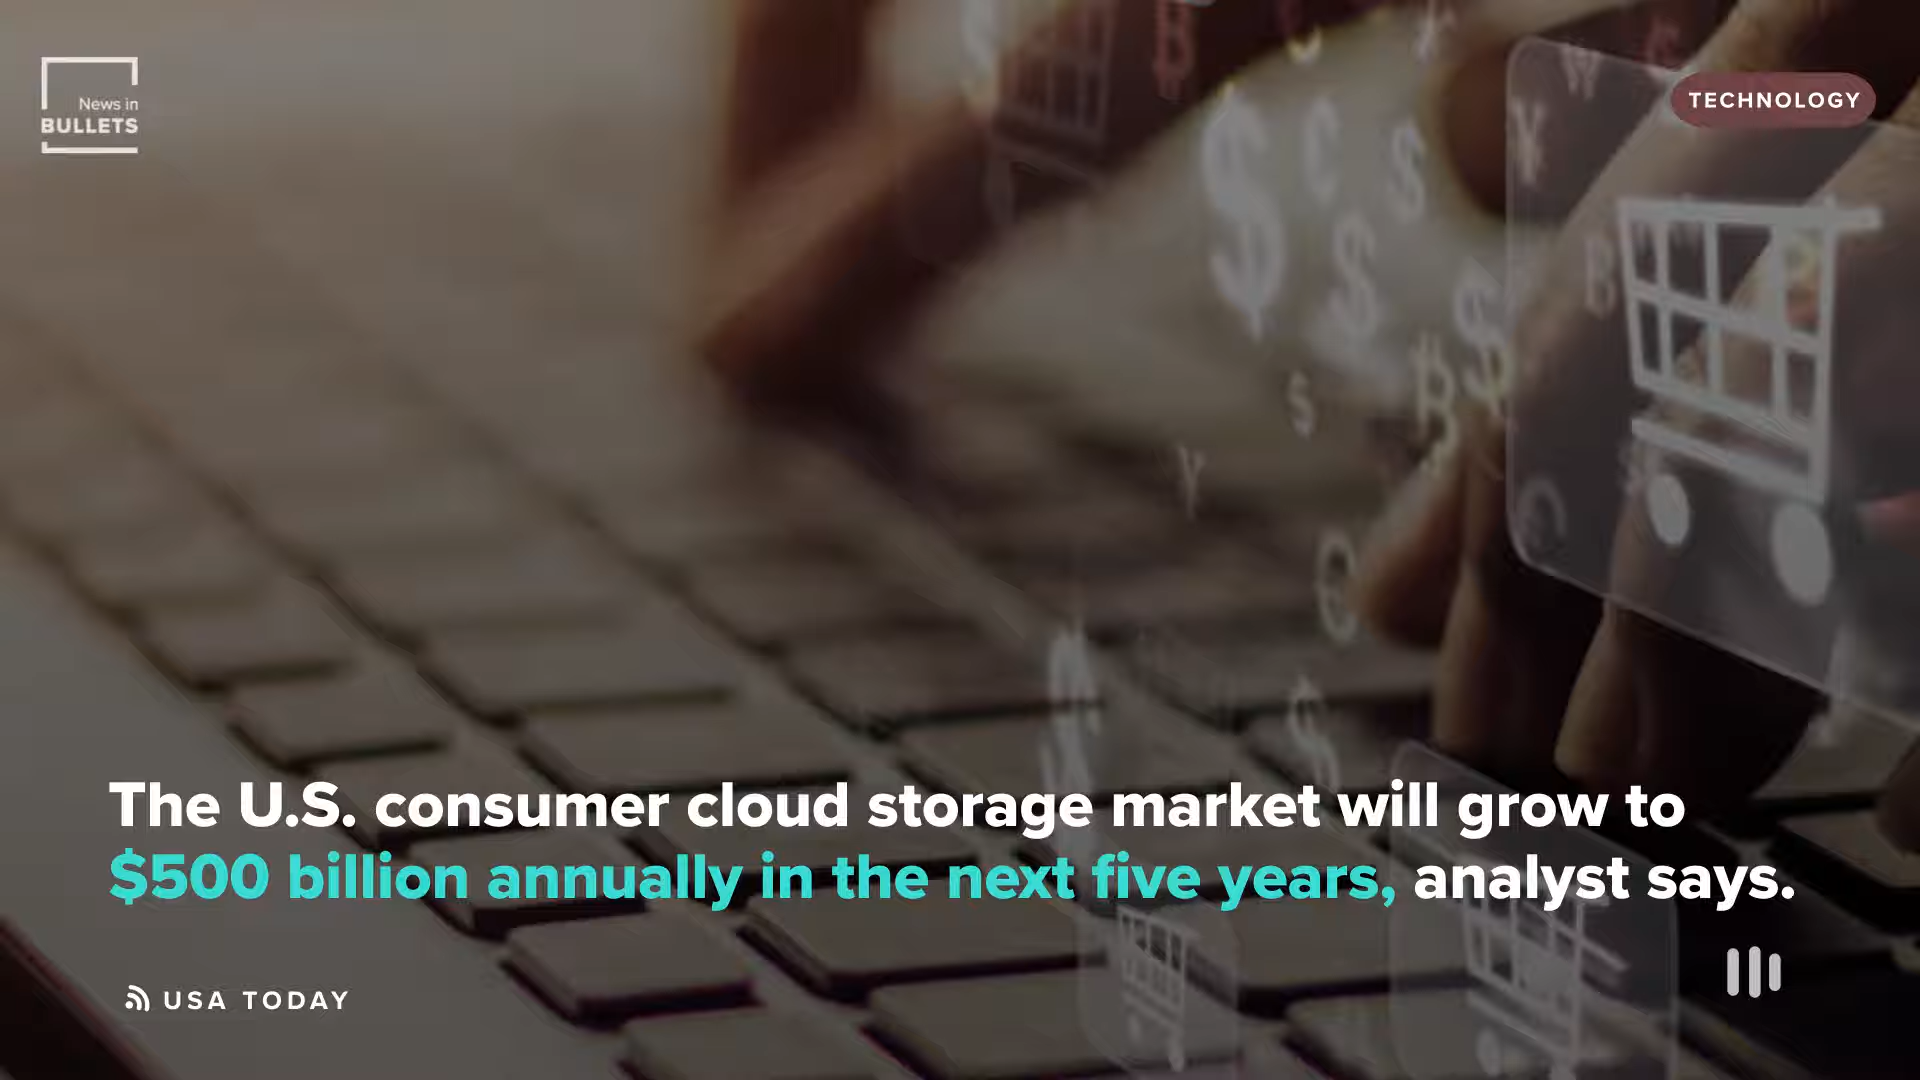 News in
BULLETS
TECHNOLOGY
The U.S. consumer cloud storage market will grow to
$500 billion annually in the next five years, analyst says.
USA TODAY